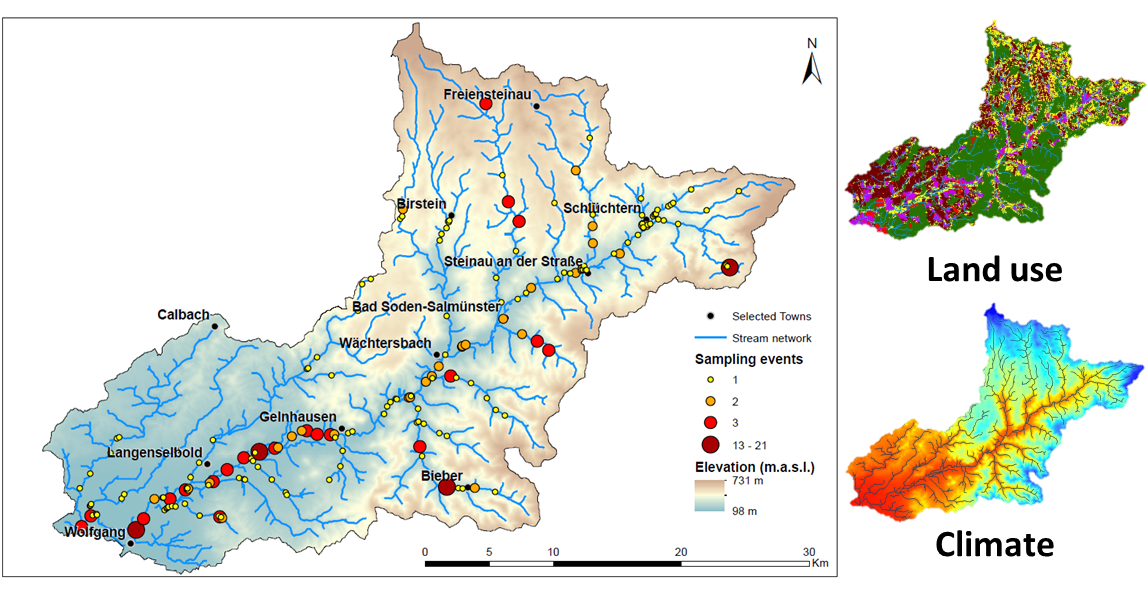 N
Freiensteinau
Birstein
Schlüchtern
Steinau an der Straße
Bad Soden-Salmünster
Calbach
Wächtersbach
Gelnhausen
Langenselbold
Bieber
Wolfgang
Selected Towns
Stream network
Sampling events
1
2
3
13 - 21
Elevation (m.a.s.l.)
731 m
98 m
0 5 10 20 30
Km
Land use
Climate